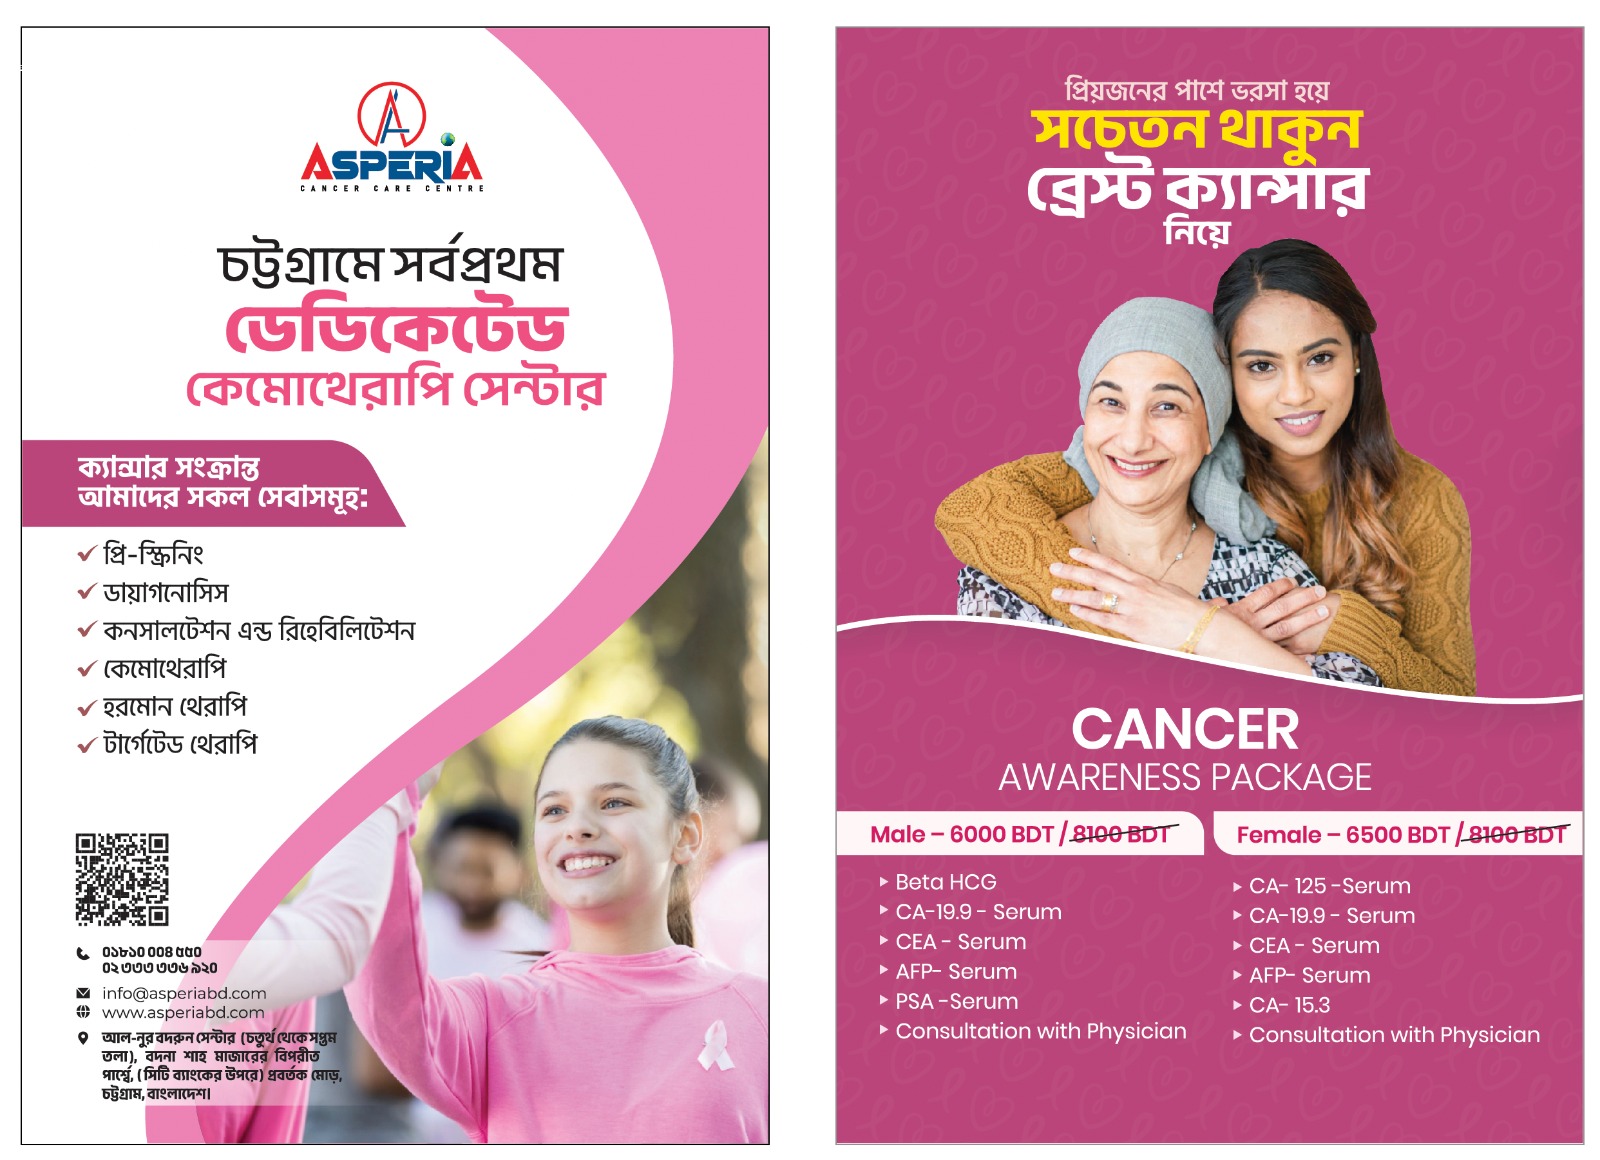 ASPERIA
CANCER CARE CENTRE
চট্টগ্রামে সর্বপ্রথম
ডেডিকেটেড
কেমোথেরাপি সেন্টার
ক্যান্সার সংক্রান্ত
আমাদের সকল সেবাসমূহ:
প্রি-স্ক্রিনিং
ডায়াগনোসিস
কনসালটেশন এন্ড রিহেবিলিটেশন
কেমোথেরাপি
হরমোন থেরাপি
টার্গেটেড থেরাপি
০১৮১০ ০০৪ ৫৫০
০২ ৩৩৩ ৩৩৬ ৯২০
info@asperiabd.com
www.asperiabd.com
আল-নুর বদরুন সেন্টার (চতুর্থ থেকে সপ্তম
তলা), বদনা শাহ মাজারের বিপরীত
পার্শ্বে, (সিটি ব্যাংকের উপরে) প্রবর্তক মোড়,
চট্টগ্রাম, বাংলাদেশ।
প্রিয়জনের পাশে ভরসা হয়ে
সচেতন থাকুন
ব্রেস্ট ক্যান্সার
নিয়ে
CANCER
AWARENESS PACKAGE
Male – 6000 BDT / 8100 BDT
Beta HCG
CA-19.9 - Serum
CEA - Serum
AFP- Serum
PSA -Serum
Consultation with Physician
Female – 6500 BDT / 8100 BDT
CA- 125 -Serum
CA-19.9 - Serum
CEA - Serum
AFP- Serum
CA- 15.3
Consultation with Physician